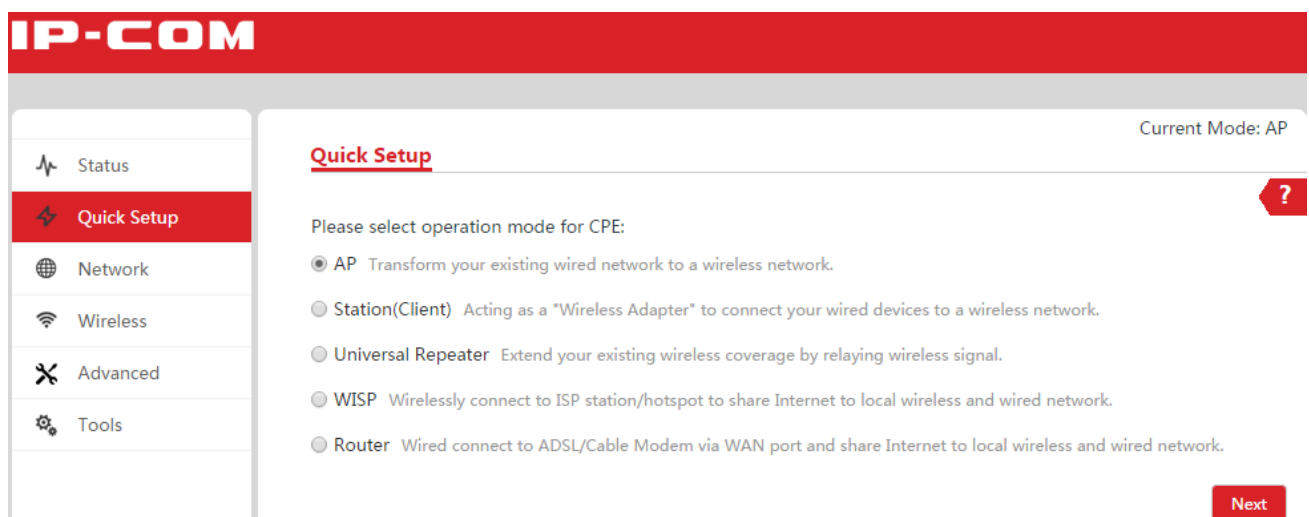 IP-COM
Current Mode: AP
Status
Quick Setup
Network
Wireless
Advanced
Tools
Quick Setup
?
Please select operation mode for CPE:
AP Transform your existing wired network to a wireless network.
Station(Client) Acting as a "Wireless Adapter" to connect your wired devices to a wireless network.
Universal Repeater Extend your existing wireless coverage by relaying wireless signal.
WISP Wirelessly connect to ISP station/hotspot to share Internet to local wireless and wired network.
Router Wired connect to ADSL/Cable Modem via WAN port and share Internet to local wireless and wired network.
Next